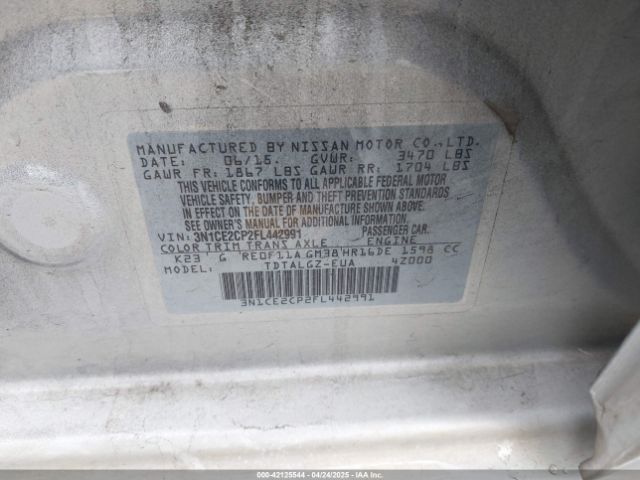 MANUFACTURED BY NISSAN MOTOR CO.,LTD.
DATE: 06/15. GVWR: 3470 LBS
GAWR FR: 1867 LBS GAWR RR: 1704 LBS
THIS VEHICLE CONFORMS TO ALL APPLICABLE FEDERAL MOTOR
VEHICLE SAFETY, BUMPER AND THEFT PREVENTION STANDARDS
IN EFFECT ON THE DATE OF MANUFACTURE SHOWN ABOVE.
SEE OWNER'S MANUAL FOR ADDITIONAL INFORMATION.
VIN: 3N1CE2CP2FL442991 PASSENGER CAR.
COLOR TRIM TRANS AXLE ENGINE
K23 G RE0F11A GM38 HR16DE 1598 CC
MODEL: TDTALGZ-EUA 4Z000
3N1CE2CP2FL442991
000-42125544 - 04/24/2025 - IAAI.COM